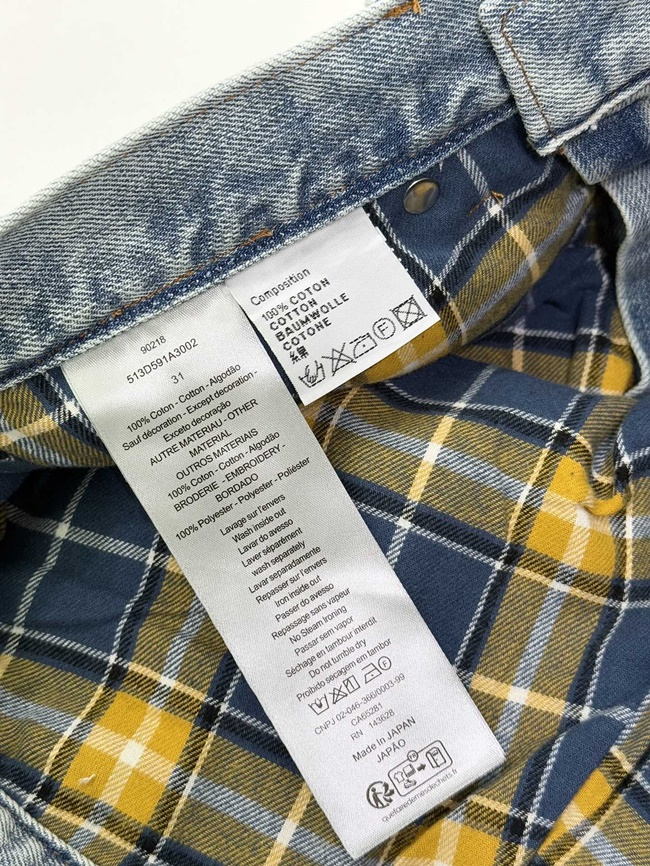 Composition
100% COTON
COTTON
BAUMWOLLE
COTONE
綿
90218
513D591A3002
31
100% Coton - Cotton - Algodão
Sauf décoration - Except decoration -
Exceto decoração
AUTRE MATERIAU - OTHER
MATERIAL
OUTROS MATERIAIS
100% Coton - Cotton - Algodão
BRODERIE - EMBROIDERY -
BORDADO
100% Polyester - Polyester - Poliéster
Lavage sur l'envers
Wash inside out
Lavar do avesso
Laver séparément
wash separately
Lavar separadamente
Repasser sur l'envers
Iron inside out
Passar do avesso
Repassage sans vapeur
No Steam Ironing
Passar sem vapor
Séchage en tambour interdit
Do not tumble dry
Proibido secagem em tambor
CNPJ 02-046-366/0003-99
CA65281
RN 143628
Made in JAPAN
JAPÃO
FR
quefairedemesdechets.fr